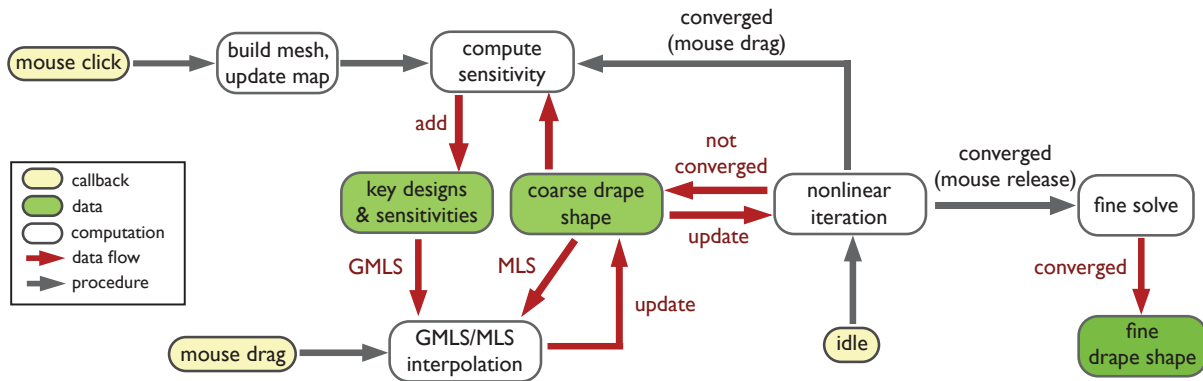 mouse click
build mesh,
update map
compute
sensitivity
converged
(mouse drag)
add
not
converged
callback
data
computation
data flow
procedure
key designs
& sensitivities
coarse drape
shape
nonlinear
iteration
converged
(mouse release)
fine solve
update
GMLS
MLS
update
converged
mouse drag
GMLS/MLS
interpolation
idle
fine
drape shape